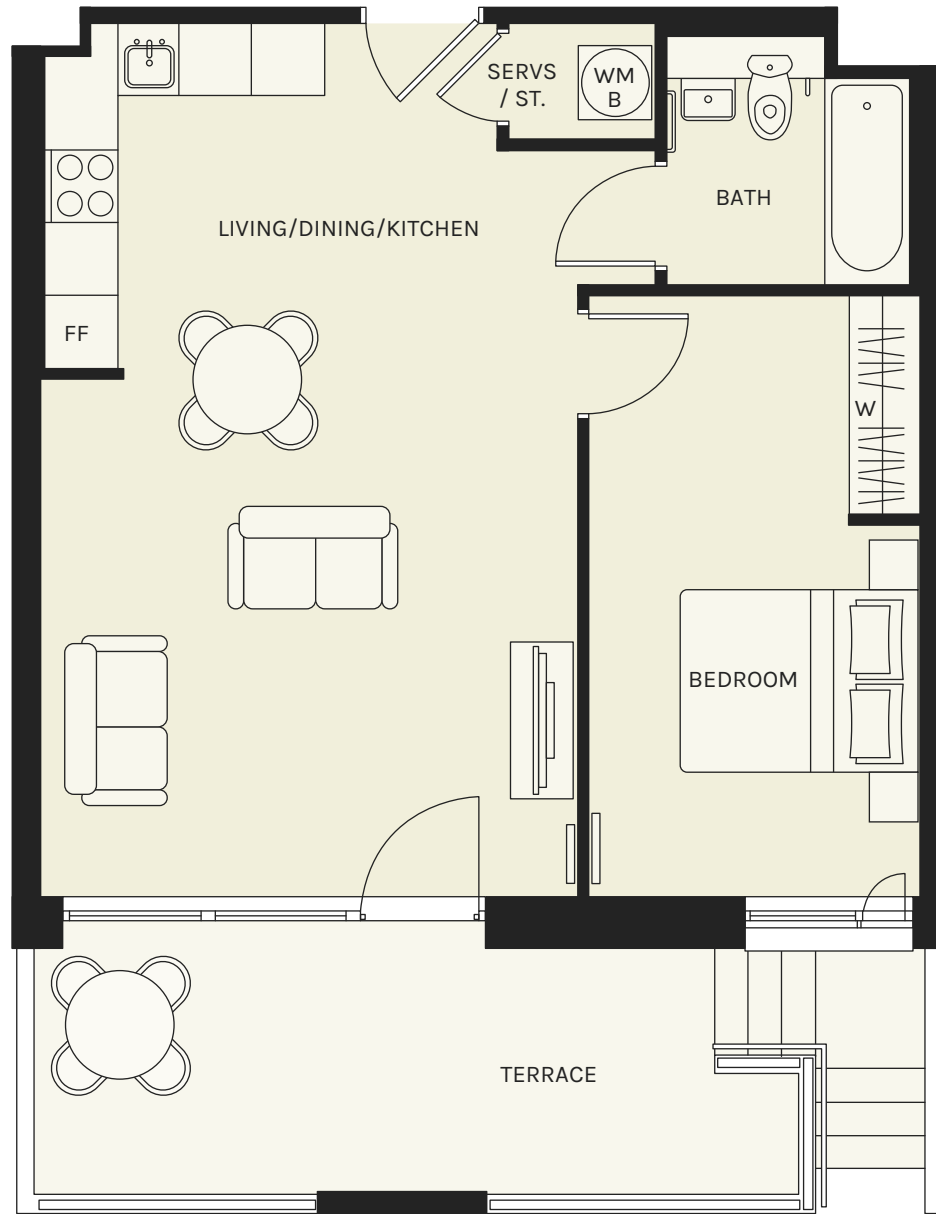 SERVS
/ ST.
WM
B
BATH
LIVING/DINING/KITCHEN
FF
W
BEDROOM
TERRACE